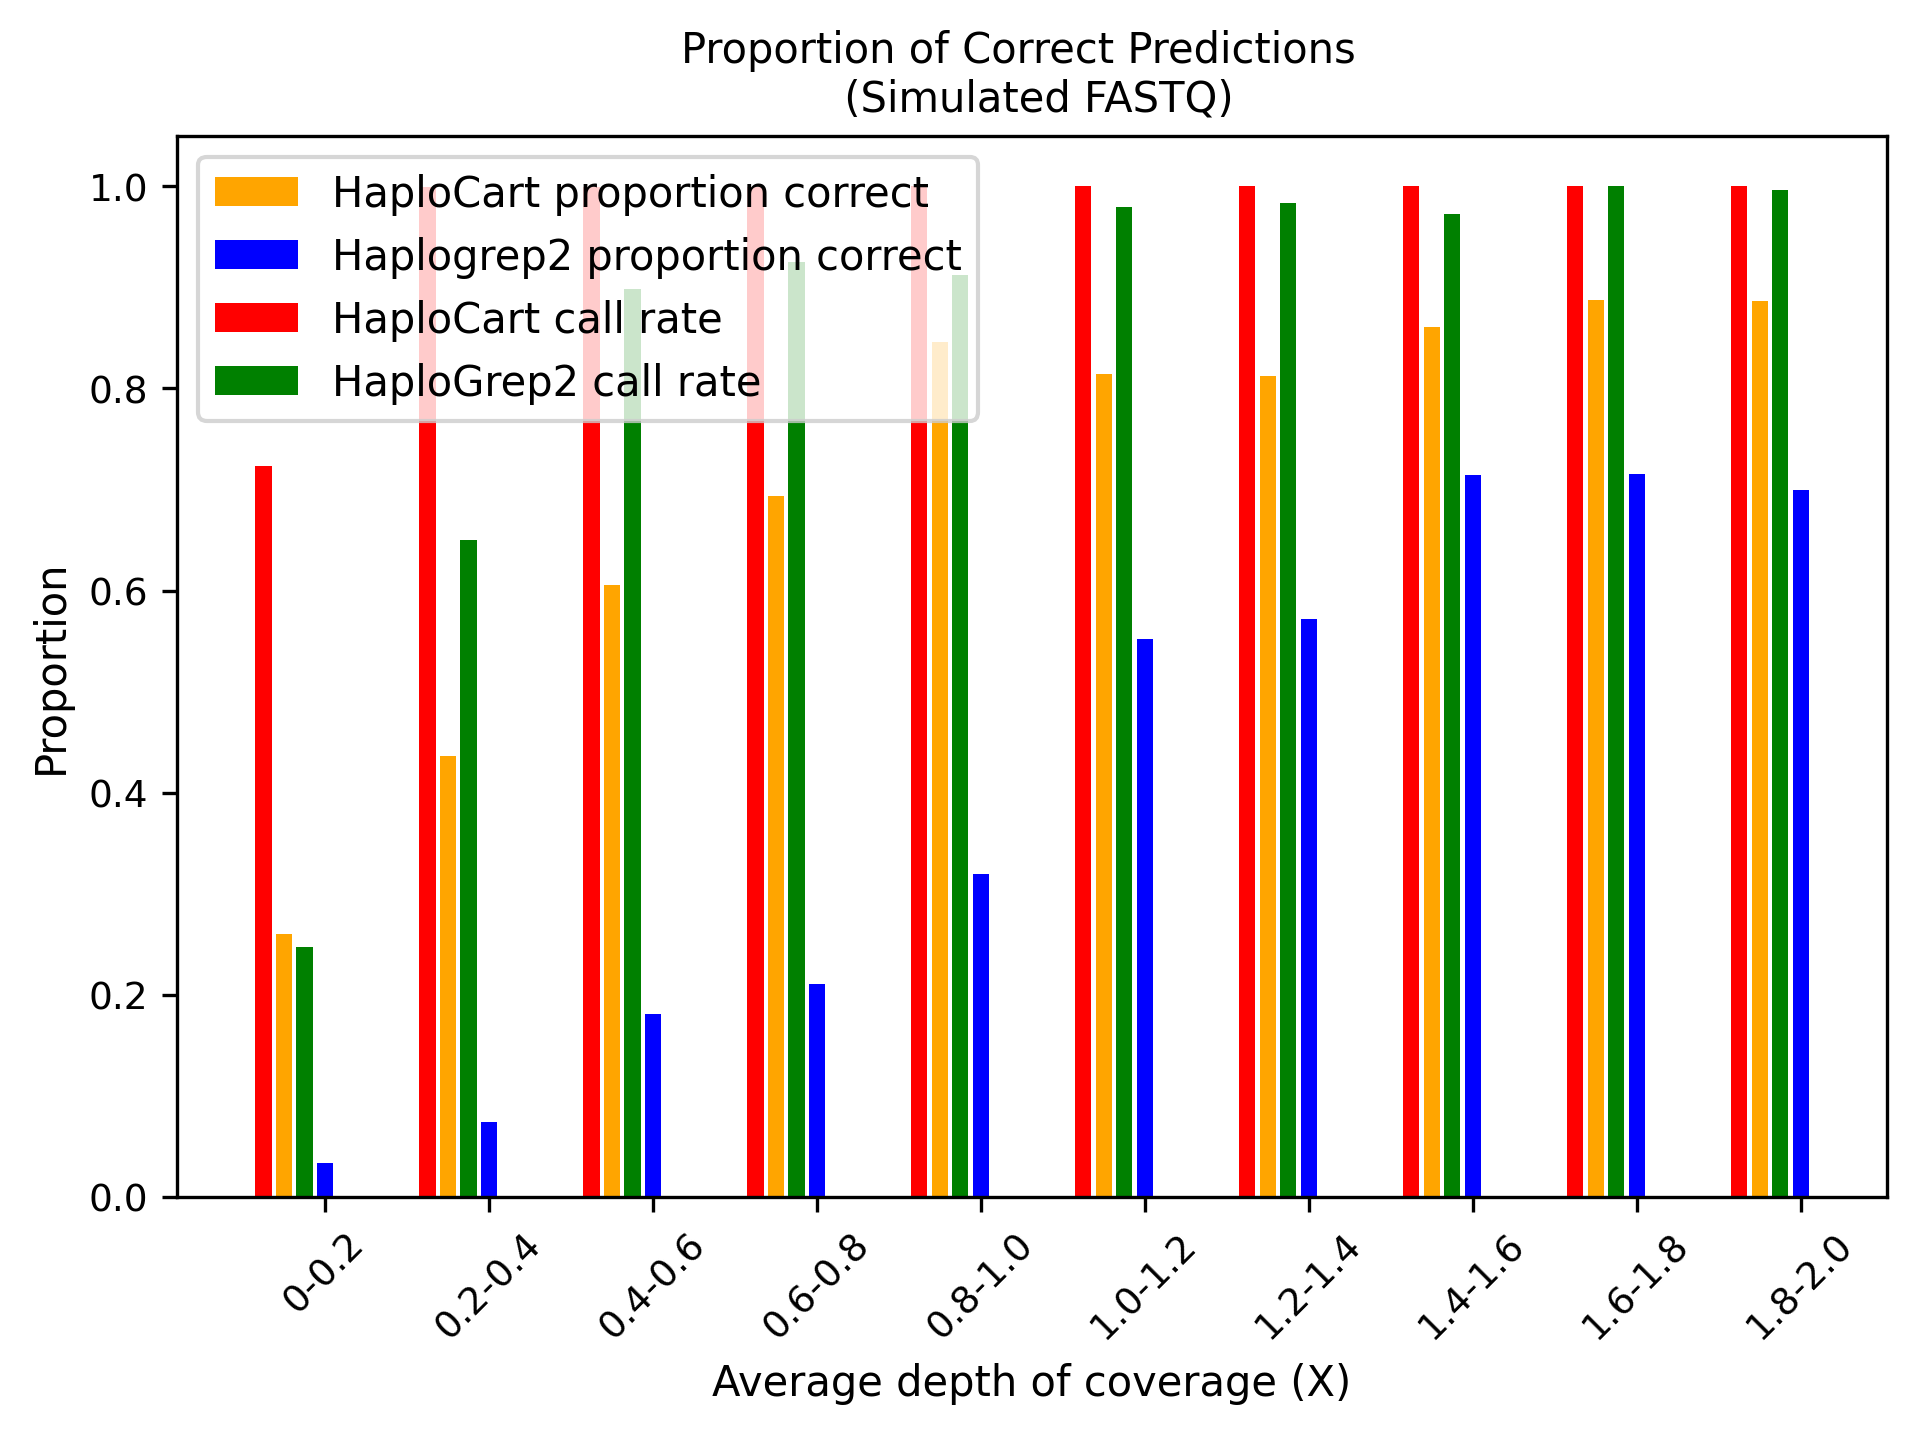 Proportion of Correct Predictions
(Simulated FASTQ)
HaploCart proportion correct
Haplogrep2 proportion correct
HaploCart call rate
HaploGrep2 call rate
Proportion
1.0
0.8
0.6
0.4
0.2
0.0
0-0.2
0.2-0.4
0.4-0.6
0.6-0.8
0.8-1.0
1.0-1.2
1.2-1.4
1.4-1.6
1.6-1.8
1.8-2.0
Average depth of coverage (X)